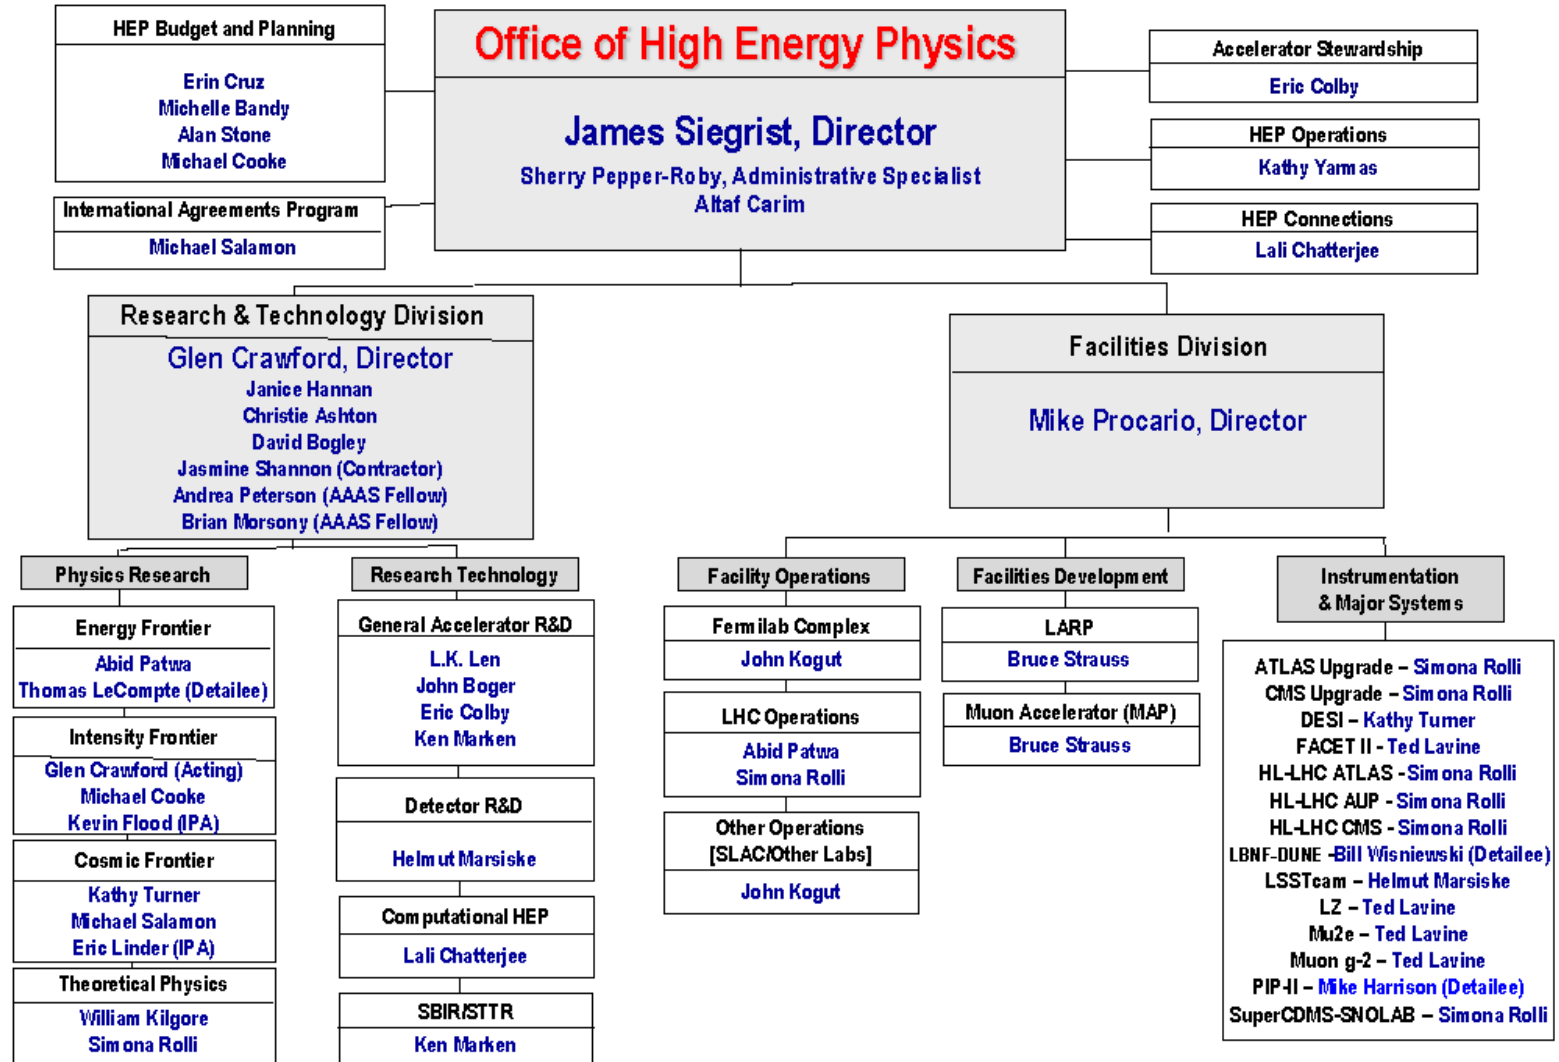 HEP Budget and Planning
Erin Cruz
Michelle Bandy
Alan Stone
Michael Cooke
International Agreements Program
Michael Salamon
Office of High Energy Physics
James Siegrist, Director
Sherry Pepper-Roby, Administrative Specialist
Altaf Carim
Accelerator Stewardship
Eric Colby
HEP Operations
Kathy Yarmas
HEP Connections
Lali Chatterjee
Research & Technology Division
Glen Crawford, Director
Janice Hannan
Christie Ashton
David Bogley
Jasmine Shannon (Contractor)
Andrea Peterson (AAAS Fellow)
Brian Morsony (AAAS Fellow)
Facilities Division
Mike Procario, Director
Physics Research
Energy Frontier
Abid Patwa
Thomas LeCompte (Detailee)
Intensity Frontier
Glen Crawford (Acting)
Michael Cooke
Kevin Flood (IPA)
Cosmic Frontier
Kathy Turner
Michael Salamon
Eric Linder (IPA)
Theoretical Physics
William Kilgore
Simona Rolli
Research Technology
General Accelerator R&D
L.K. Len
John Boger
Eric Colby
Ken Marken
Detector R&D
Helmut Marsiske
Computational HEP
Lali Chatterjee
SBIR/STTR
Ken Marken
Facility Operations
Fermilab Complex
John Kogut
LHC Operations
Abid Patwa
Simona Rolli
Other Operations
[SLAC/Other Labs]
John Kogut
Facilities Development
LARP
Bruce Strauss
Muon Accelerator (MAP)
Bruce Strauss
Instrumentation
& Major Systems
ATLAS Upgrade – Simona Rolli
CMS Upgrade – Simona Rolli
DESI – Kathy Turner
FACET II - Ted Lavine
HL-LHC ATLAS - Simona Rolli
HL-LHC AUP - Simona Rolli
HL-LHC CMS - Simona Rolli
LBNF-DUNE -Bill Wisniewski (Detailee)
LSSTcam – Helmut Marsiske
LZ – Ted Lavine
Mu2e – Ted Lavine
Muon g-2 – Ted Lavine
PIP-II – Mike Harrison (Detailee)
SuperCDMS-SNOLAB – Simona Rolli